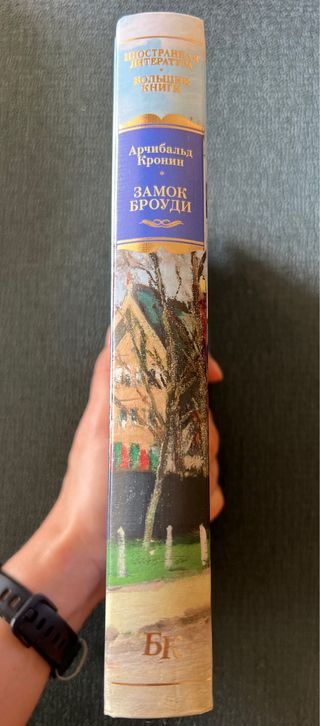 ИНОСТРАННАЯ
ЛИТЕРАТУРА
БОЛЬШИЕ
КНИГИ
Арчибальд
Кронин
ЗАМОК
БРОУДИ
БК